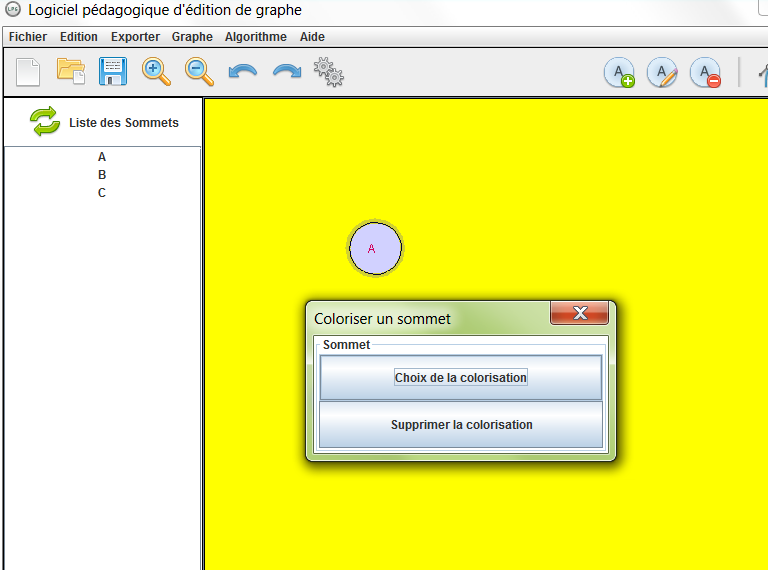 LPG Logiciel pédagogique d'édition de graphe
Fichier Edition Exporter Graphe Algorithme Aide
A A A
Liste des Sommets
A
B
C
A
Coloriser un sommet
Sommet
Choix de la colorisation
Supprimer la colorisation